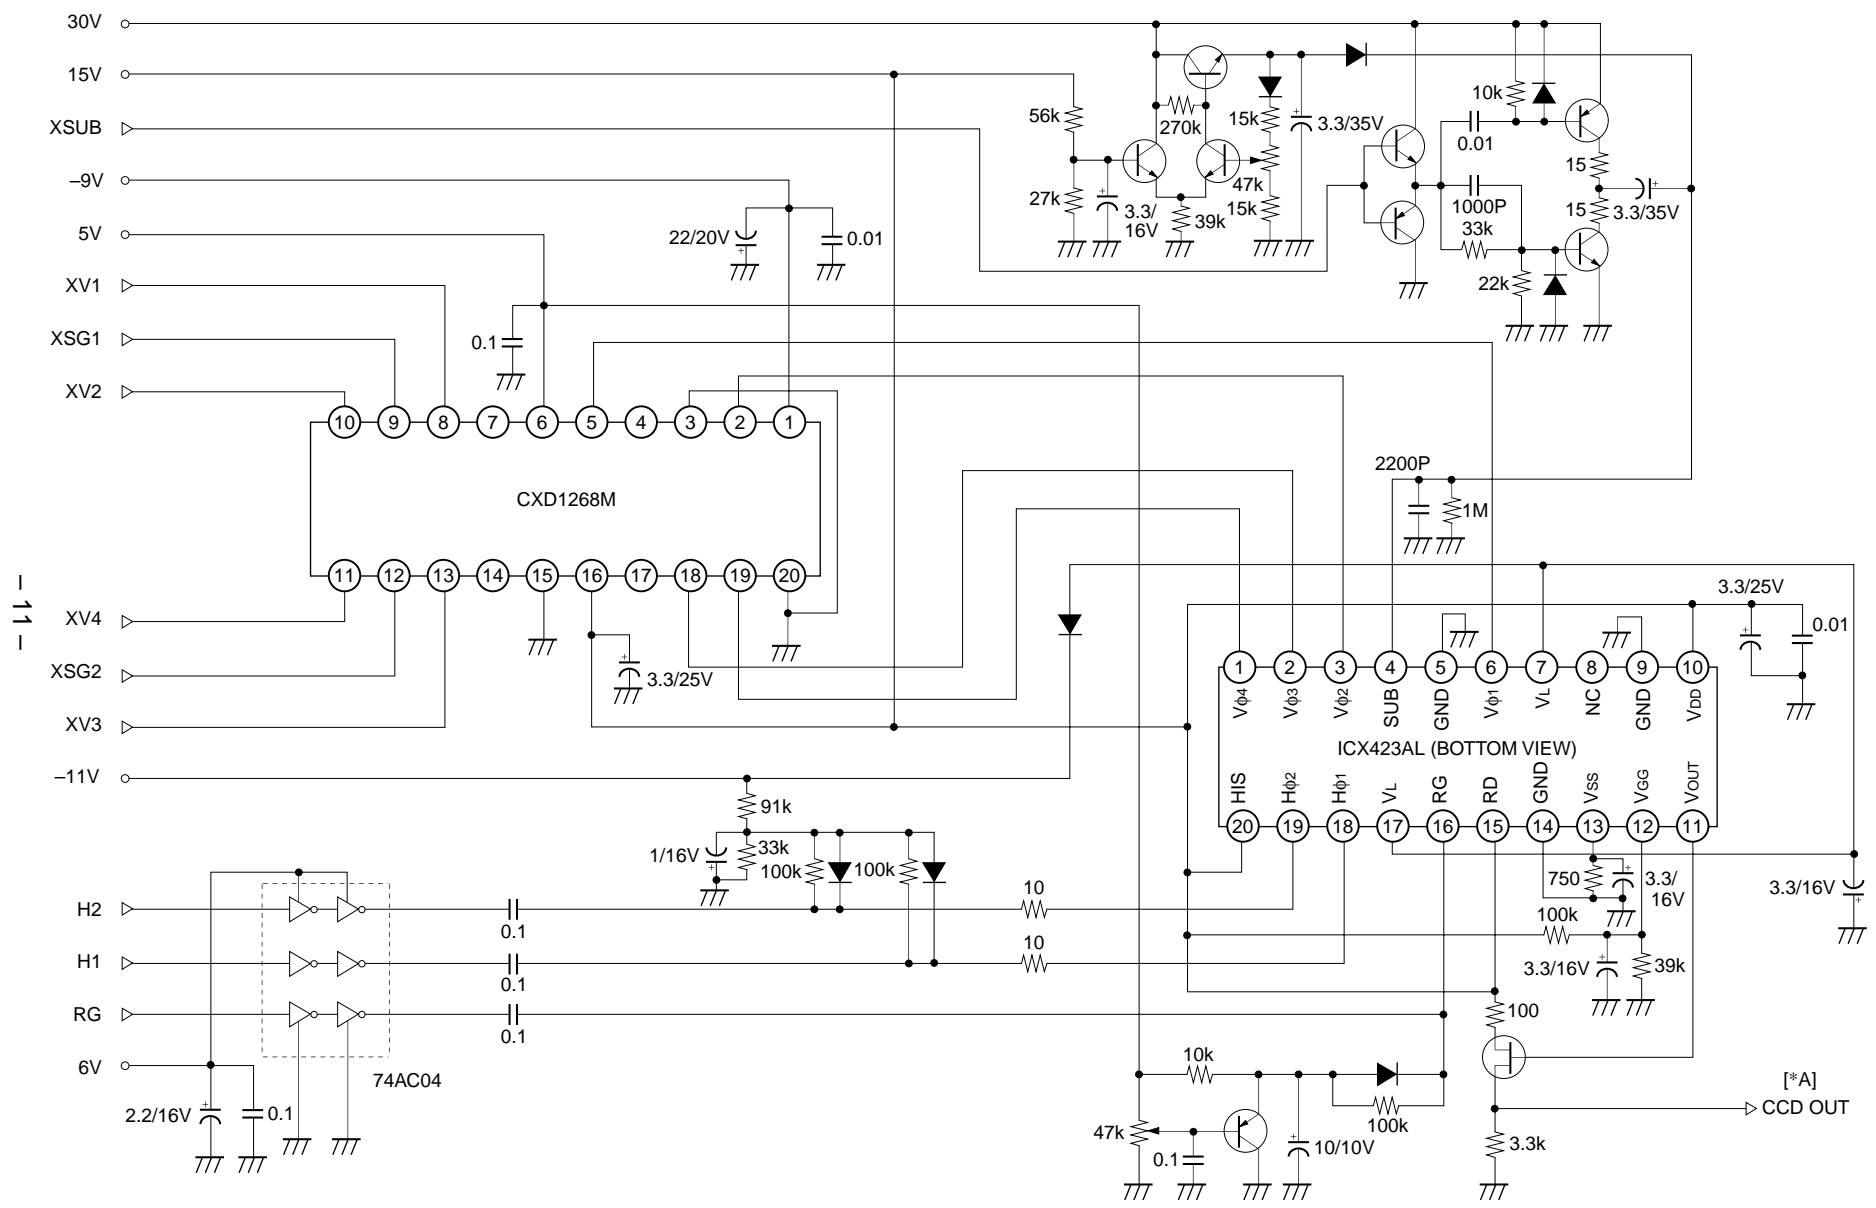 30V
15V
XSUB
–9V
5V
XV1
XSG1
XV2
56k
27k
3.3/
16V
270k
39k
15k
47k
15k
3.3/35V
10k
0.01
1000P
33k
22k
15
15
3.3/35V
22/20V
0.01
0.1
10 9 8 7 6 5 4 3 2 1
CXD1268M
11 12 13 14 15 16 17 18 19 20
2200P
1M
– 11 –
XV4
XSG2
XV3
–11V
3.3/25V
3.3/25V
0.01
1 2 3 4 5 6 7 8 9 10
Vϕ4 Vϕ3 Vϕ2 SUB GND Vϕ1 VL NC GND VDD
ICX423AL (BOTTOM VIEW)
HIS Hϕ2 Hϕ1 VL RG RD GND VSS VGG VOUT
20 19 18 17 16 15 14 13 12 11
91k
1/16V
33k
100k
100k
750
3.3/
16V
3.3/16V
H2
0.1
10
100k
H1
0.1
10
3.3/16V
39k
RG
0.1
100
6V
74AC04
2.2/16V
0.1
10k
100k
47k
0.1
10/10V
[*A]
CCD OUT
3.3k